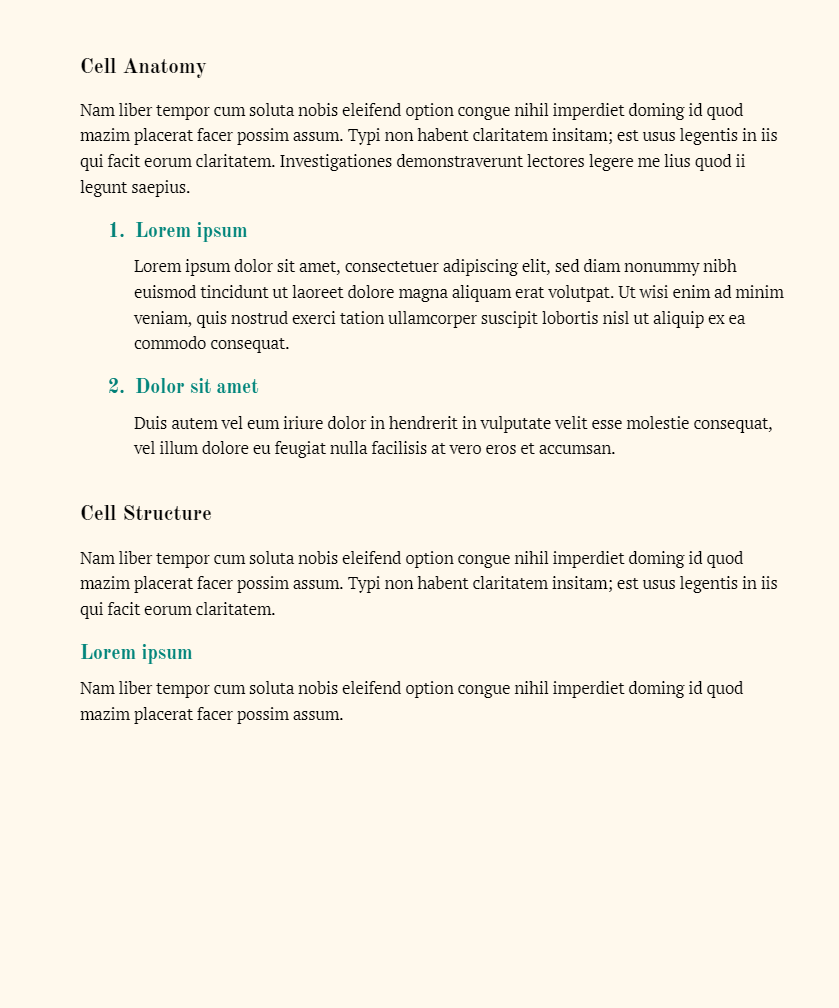 Cell Anatomy
Nam liber tempor cum soluta nobis eleifend option congue nihil imperdiet doming id quod
mazim placerat facer possim assum. Typi non habent claritatem insitam; est usus legentis in iis
qui facit eorum claritatem. Investigationes demonstraverunt lectores legere me lius quod ii
legunt saepius.
1. Lorem ipsum
Lorem ipsum dolor sit amet, consectetuer adipiscing elit, sed diam nonummy nibh
euismod tincidunt ut laoreet dolore magna aliquam erat volutpat. Ut wisi enim ad minim
veniam, quis nostrud exerci tation ullamcorper suscipit lobortis nisl ut aliquip ex ea
commodo consequat.
2. Dolor sit amet
Duis autem vel eum iriure dolor in hendrerit in vulputate velit esse molestie consequat,
vel illum dolore eu feugiat nulla facilisis at vero eros et accumsan.
Cell Structure
Nam liber tempor cum soluta nobis eleifend option congue nihil imperdiet doming id quod
mazim placerat facer possim assum. Typi non habent claritatem insitam; est usus legentis in iis
qui facit eorum claritatem.
Lorem ipsum
Nam liber tempor cum soluta nobis eleifend option congue nihil imperdiet doming id quod
mazim placerat facer possim assum.